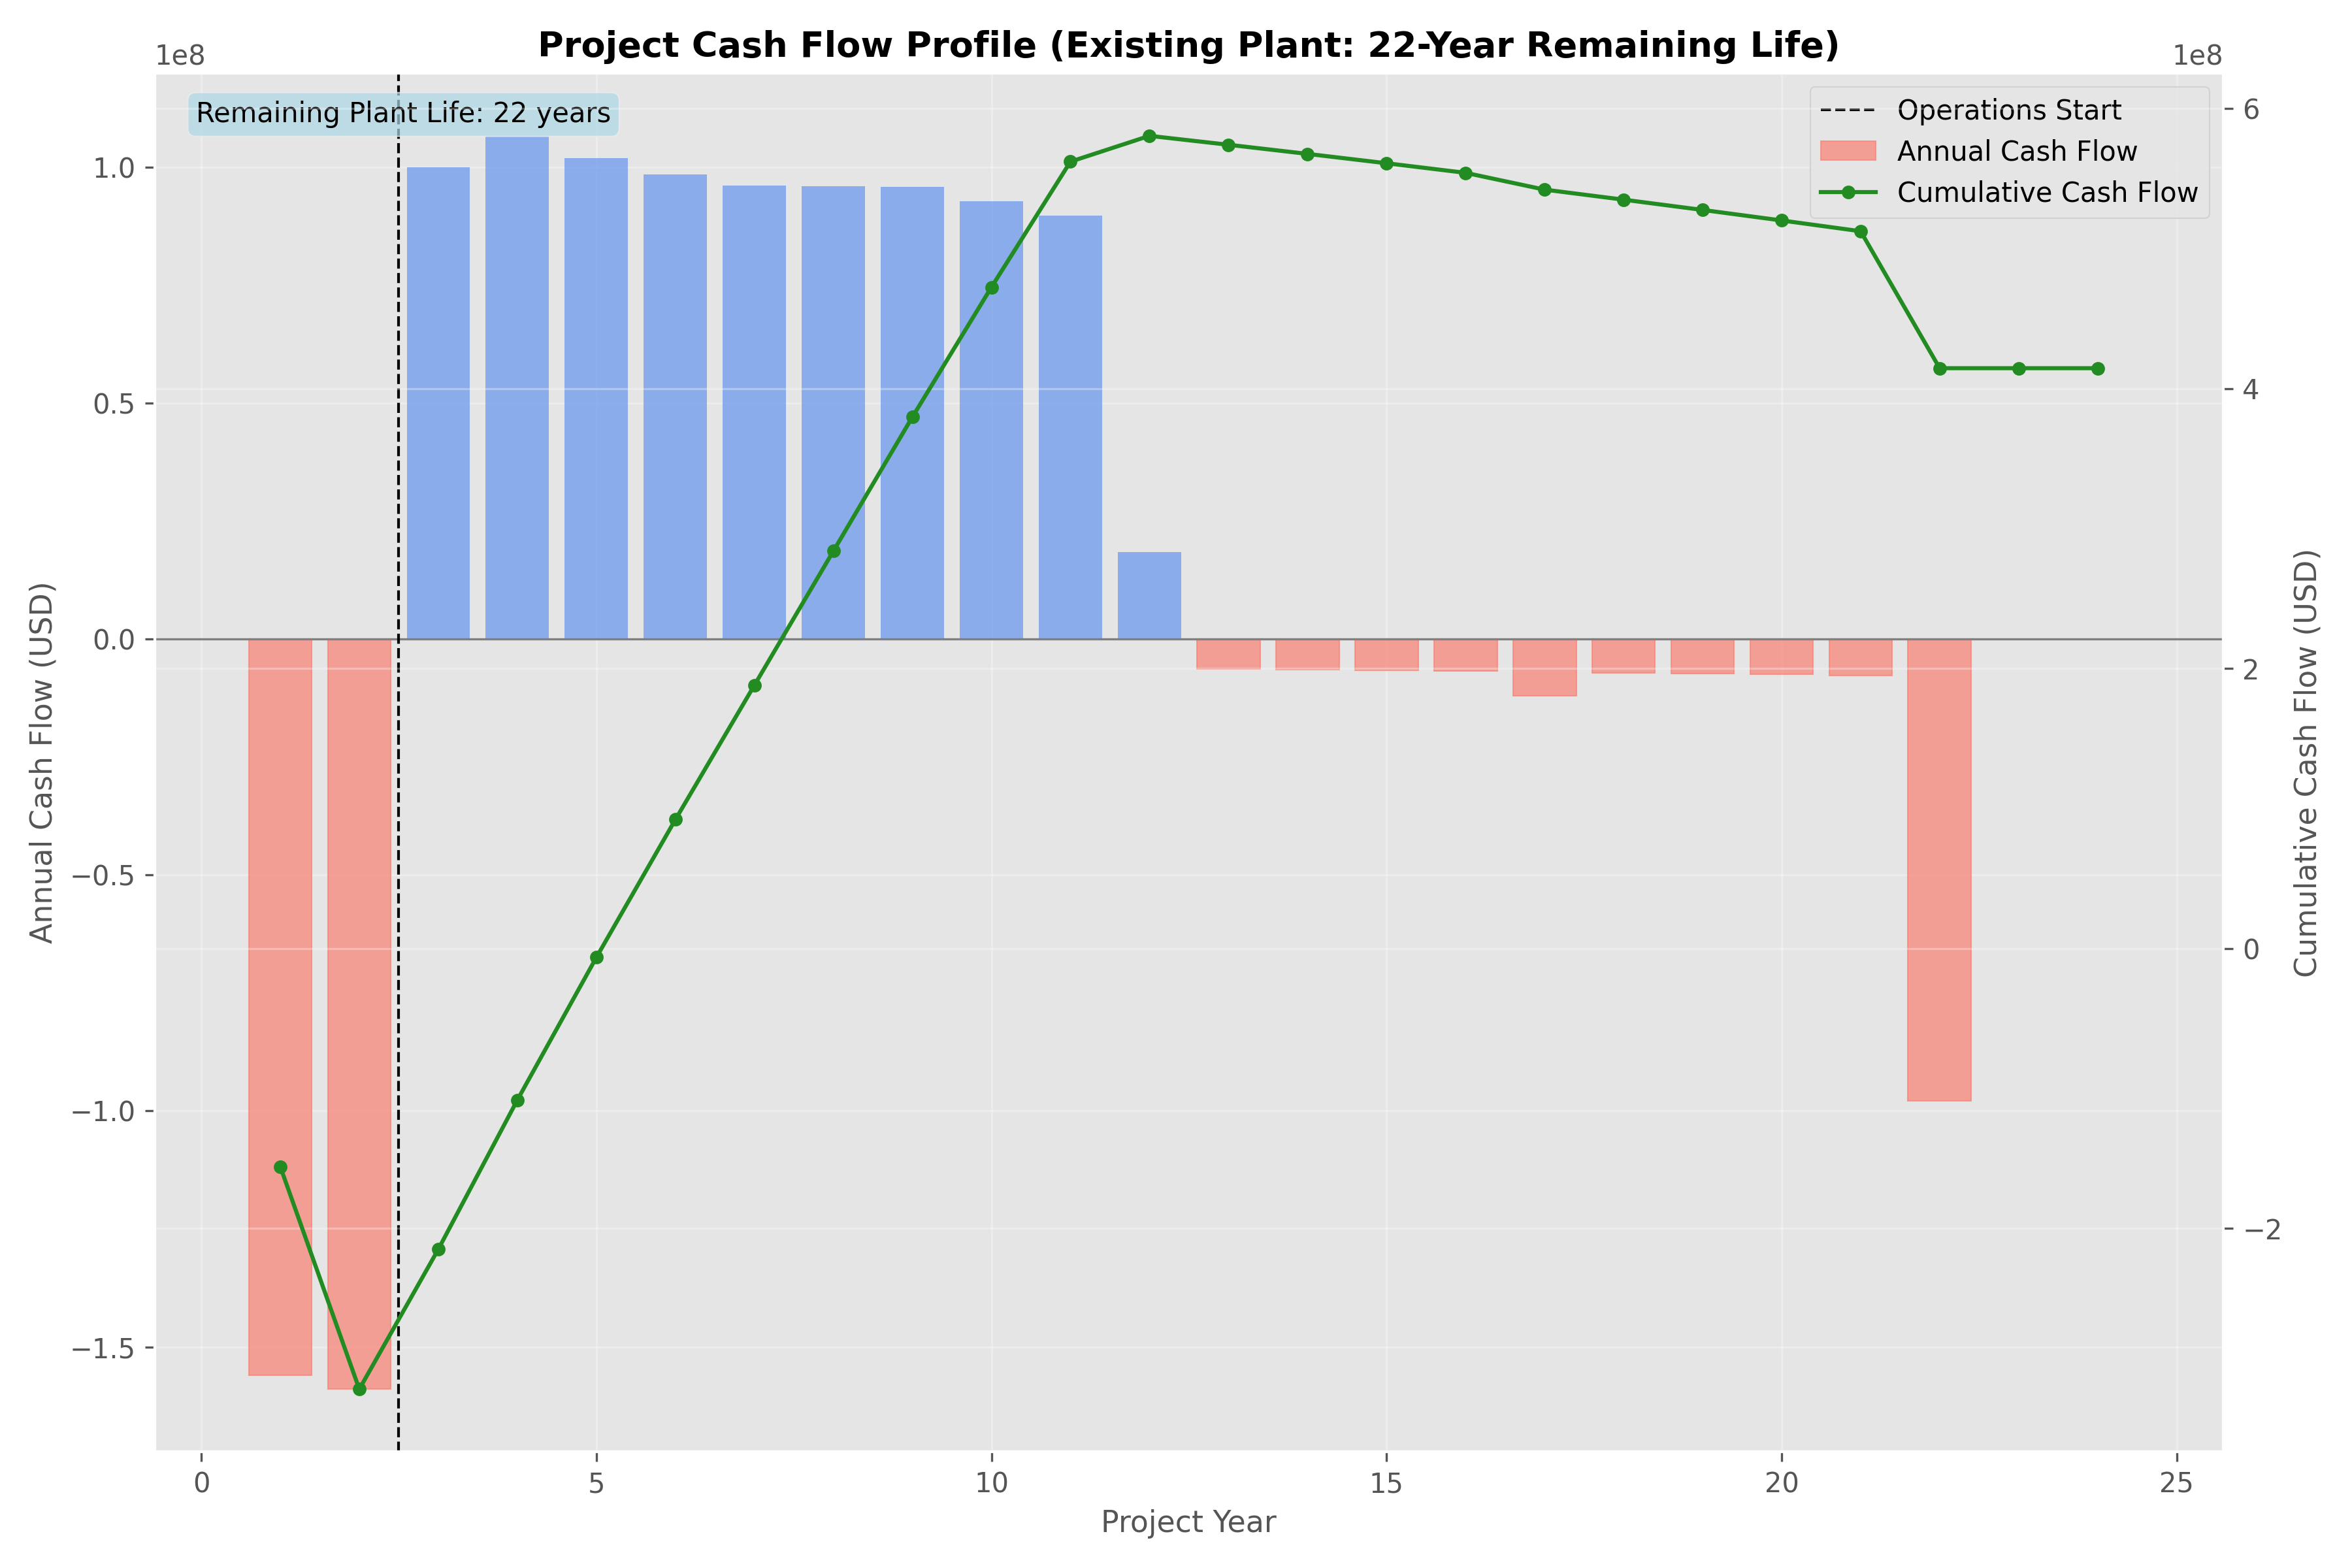 Project Cash Flow Profile (Existing Plant: 22-Year Remaining Life)
1e8
1e8
Remaining Plant Life: 22 years
Operations Start
Annual Cash Flow
Cumulative Cash Flow
Annual Cash Flow (USD)
1.0
0.5
0.0
−0.5
−1.0
−1.5
6
4
2
0
−2
Cumulative Cash Flow (USD)
0
5
10
15
20
25
Project Year